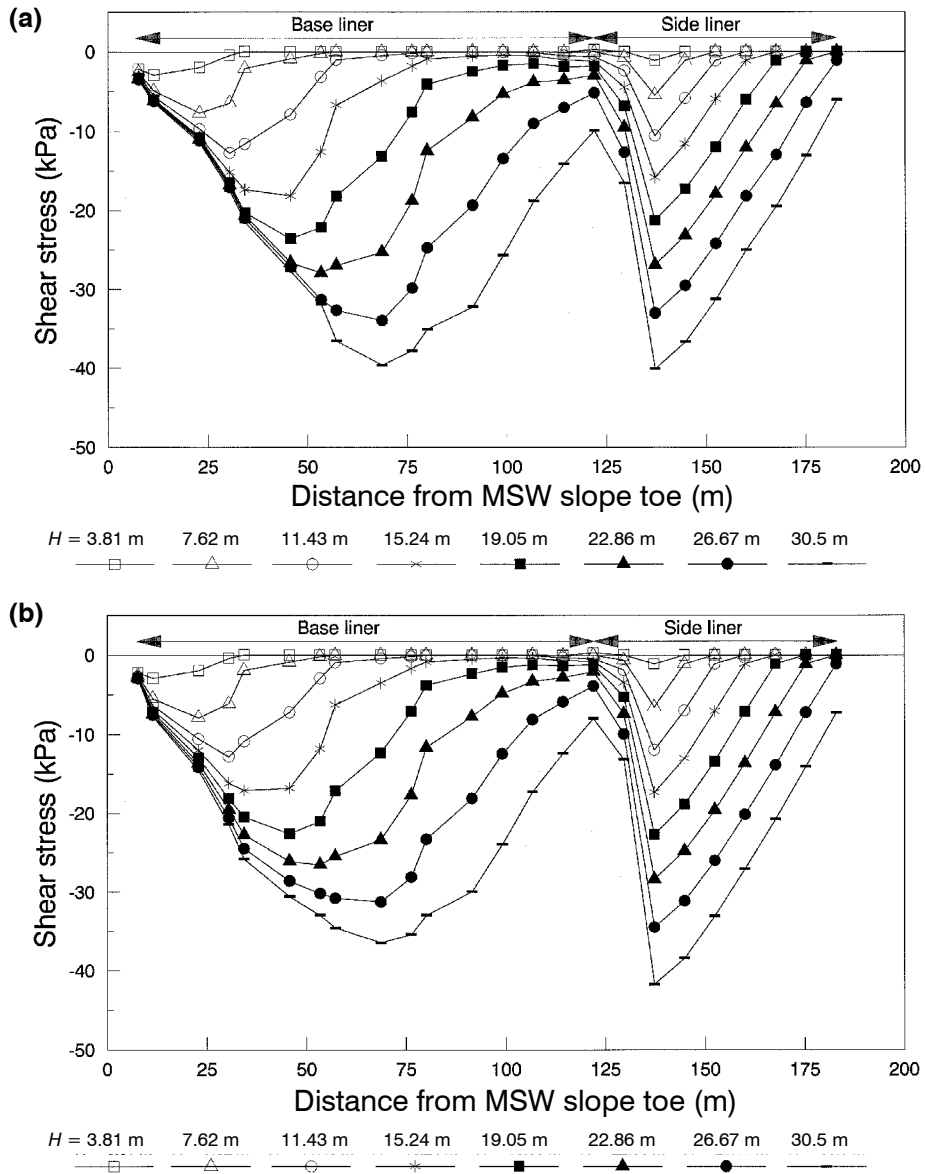 (a)
Base liner
Side liner
0
-10
-20
-30
-40
-50
Shear stress (kPa)
0 25 50 75 100 125 150 175 200
Distance from MSW slope toe (m)
H = 3.81 m 7.62 m 11.43 m 15.24 m 19.05 m 22.86 m 26.67 m 30.5 m
(b)
Base liner
Side liner
0
-10
-20
-30
-40
-50
Shear stress (kPa)
0 25 50 75 100 125 150 175 200
Distance from MSW slope toe (m)
H = 3.81 m 7.62 m 11.43 m 15.24 m 19.05 m 22.86 m 26.67 m 30.5 m